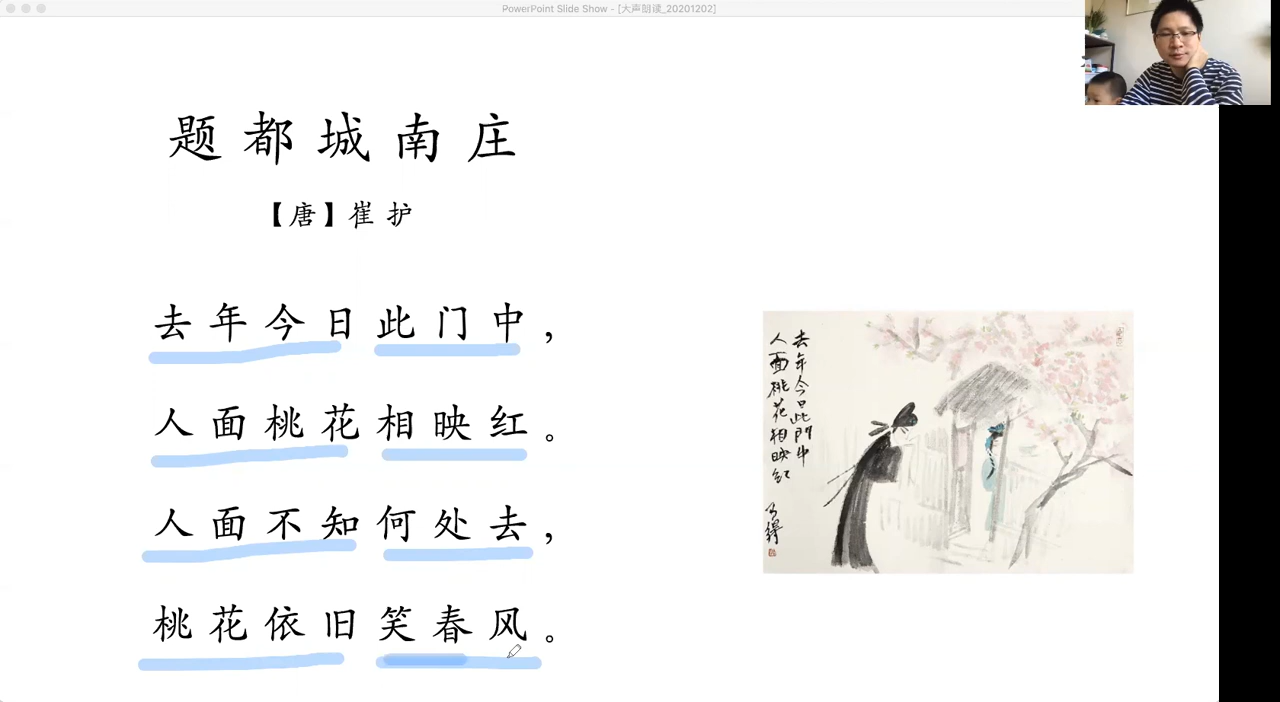 PowerPoint Slide Show - [大声朗读_20201202]
题都城南庄
【唐】崔护
去年今日此门中，
人面桃花相映红。
人面不知何处去，
桃花依旧笑春风。
去年今日此門中
人面桃花相映红